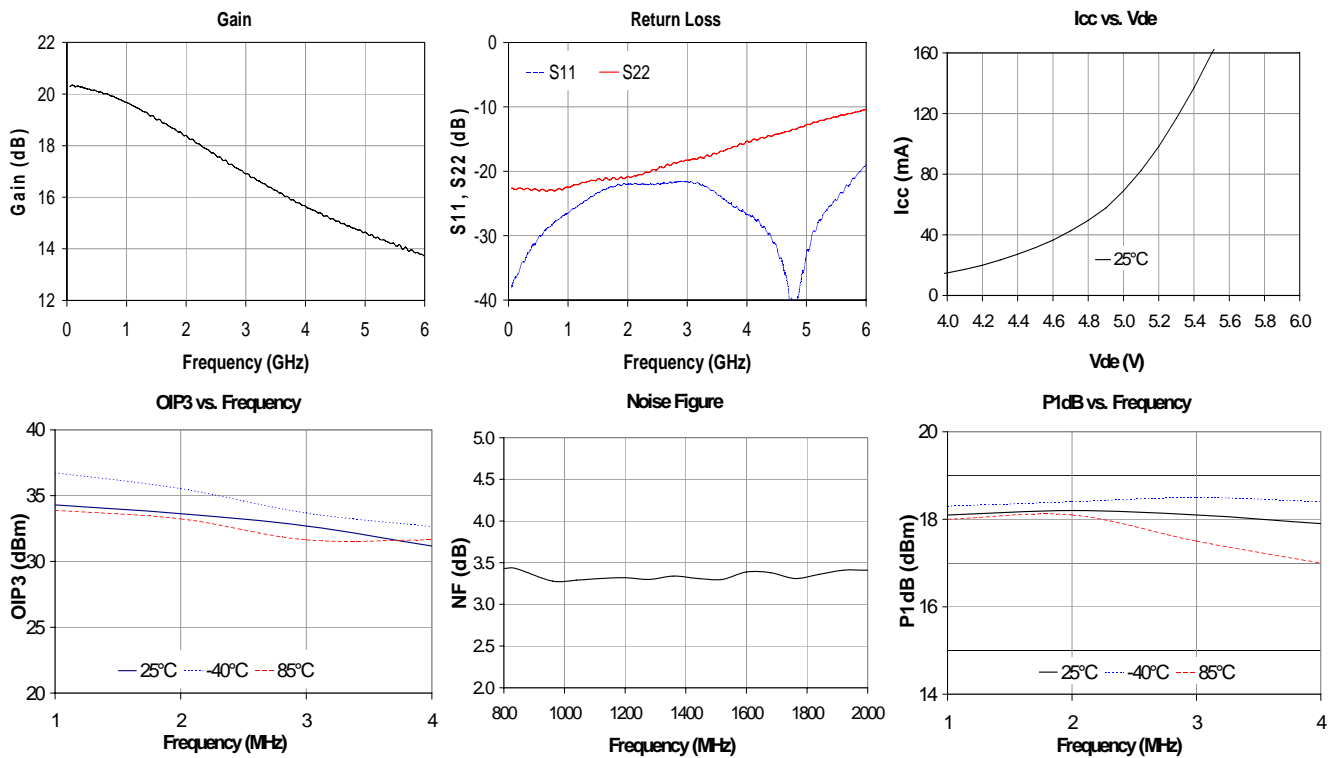 Gain
22
20
18
16
14
12
Gain (dB)
0 1 2 3 4 5 6
Frequency (GHz)
Return Loss
S11 S22
0
-10
-20
-30
-40
S11, S22 (dB)
0 1 2 3 4 5 6
Frequency (GHz)
Icc vs. Vde
160
120
80
40
0
Icc (mA)
25°C
4.0 4.2 4.4 4.6 4.8 5.0 5.2 5.4 5.6 5.8 6.0
Vde (V)
OIP3 vs. Frequency
40
35
30
25
20
OIP3 (dBm)
25°C -40°C 85°C
1 2 3 4
Frequency (MHz)
Noise Figure
5.0
4.5
4.0
3.5
3.0
2.5
2.0
NF (dB)
800 1000 1200 1400 1600 1800 2000
Frequency (MHz)
P1dB vs. Frequency
20
18
16
14
P1dB (dBm)
25°C -40°C 85°C
1 2 3 4
Frequency (MHz)